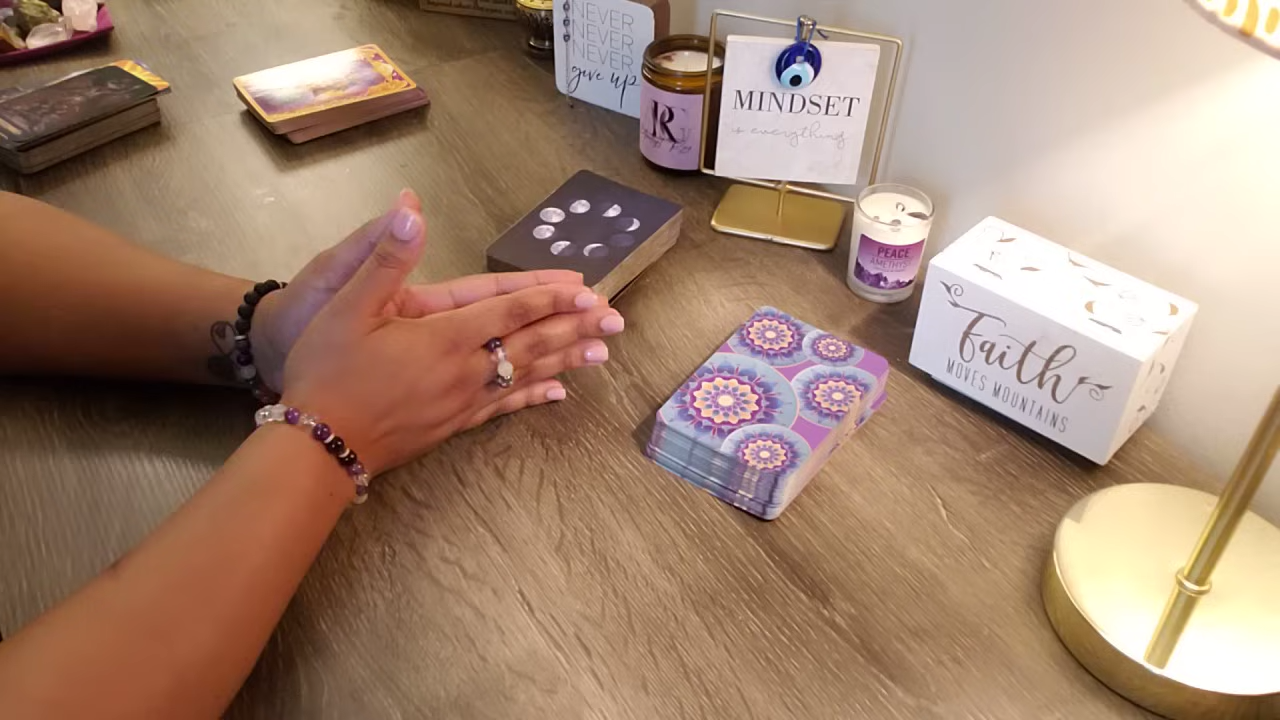 NEVER
NEVER
NEVER
give up
MINDSET
is everything
PEACE
AMETHYST
Faith
MOVES MOUNTAINS